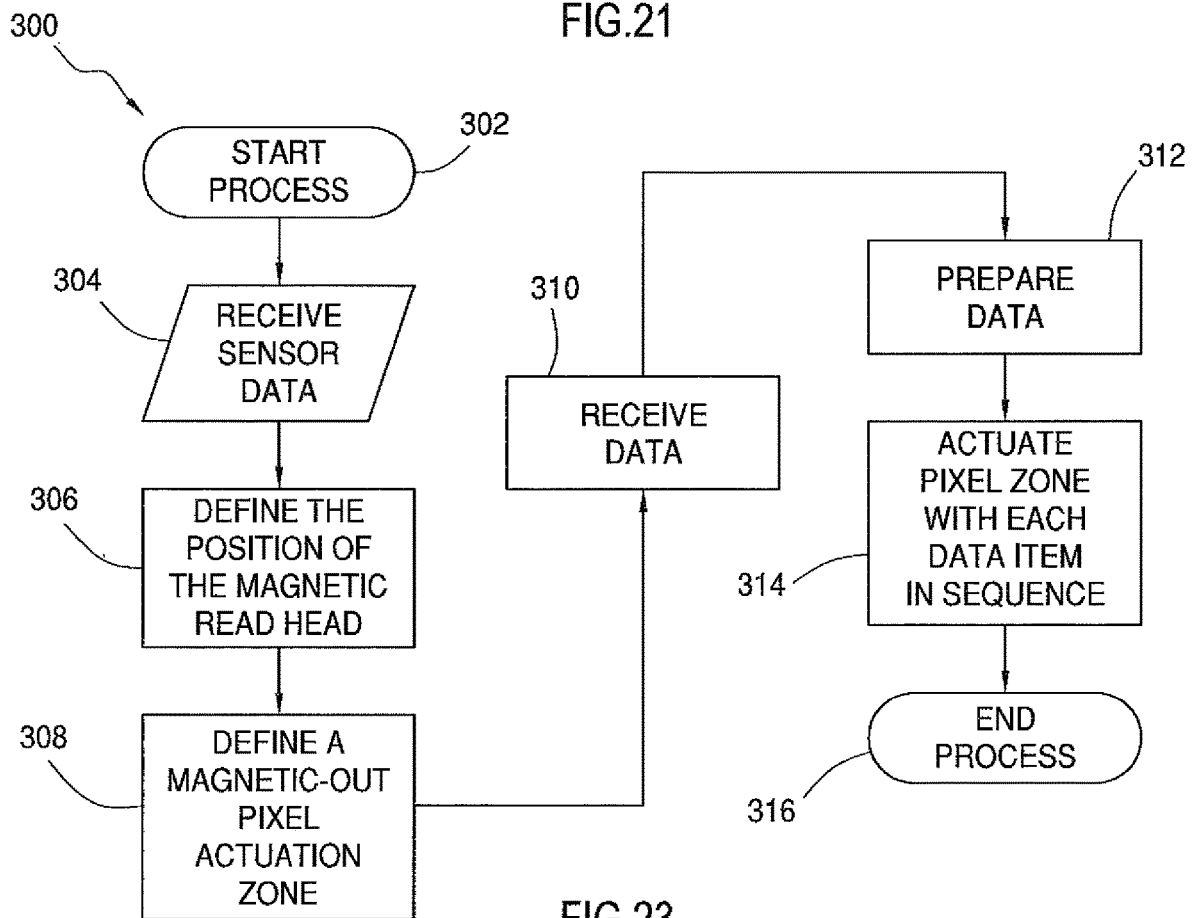 FIG.21
300
START
PROCESS
302
304
RECEIVE
SENSOR
DATA
306
DEFINE THE
POSITION OF
THE MAGNETIC
READ HEAD
308
DEFINE A
MAGNETIC-OUT
PIXEL
ACTUATION
ZONE
310
RECEIVE
DATA
312
PREPARE
DATA
314
ACTUATE
PIXEL ZONE
WITH EACH
DATA ITEM
IN SEQUENCE
END
PROCESS
316
FIG.23